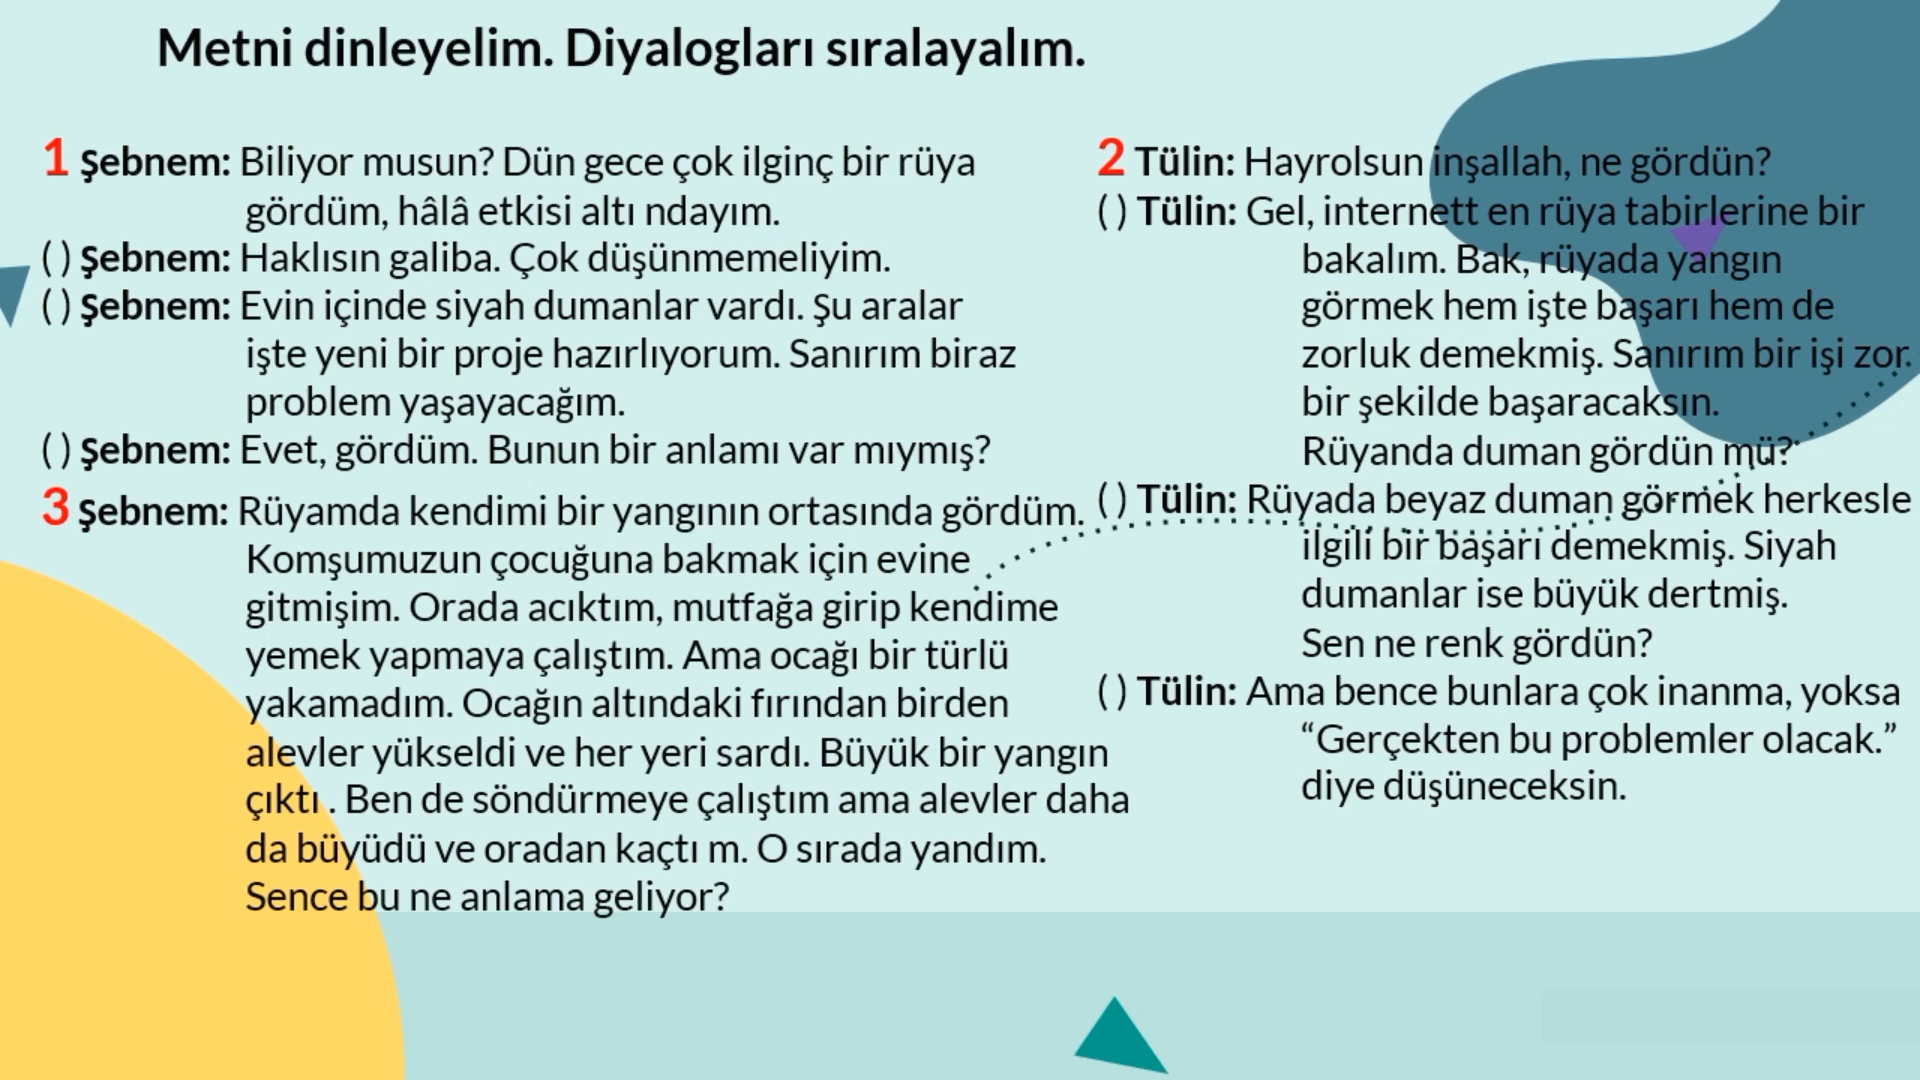 Metni dinleyelim. Diyalogları sıralayalım.
1 Şebnem: Biliyor musun? Dün gece çok ilginç bir rüya
gördüm, hâlâ etkisi altı ndayım.
( ) Şebnem: Haklısın galiba. Çok düşünmemeliyim.
( ) Şebnem: Evin içinde siyah dumanlar vardı. Şu aralar
işte yeni bir proje hazırlıyorum. Sanırım biraz
problem yaşayacağım.
( ) Şebnem: Evet, gördüm. Bunun bir anlamı var mıymış?
3 Şebnem: Rüyamda kendimi bir yangının ortasında gördüm.
Komşumuzun çocuğuna bakmak için evine
gitmişim. Orada acıktım, mutfağa girip kendime
yemek yapmaya çalıştım. Ama ocağı bir türlü
yakamadım. Ocağın altındaki fırından birden
alevler yükseldi ve her yeri sardı. Büyük bir yangın
çıktı . Ben de söndürmeye çalıştım ama alevler daha
da büyüdü ve oradan kaçtı m. O sırada yandım.
Sence bu ne anlama geliyor?
2 Tülin: Hayrolsun inşallah, ne gördün?
( ) Tülin: Gel, internett en rüya tabirlerine bir
bakalım. Bak, rüyada yangın
görmek hem işte başarı hem de
zorluk demekmiş. Sanırım bir işi zor
bir şekilde başaracaksın.
Rüyanda duman gördün mü?
( ) Tülin: Rüyada beyaz duman görmek herkesle
ilgili bir başarı demekmiş. Siyah
dumanlar ise büyük dertmiş.
Sen ne renk gördün?
( ) Tülin: Ama bence bunlara çok inanma, yoksa
“Gerçekten bu problemler olacak.”
diye düşüneceksin.